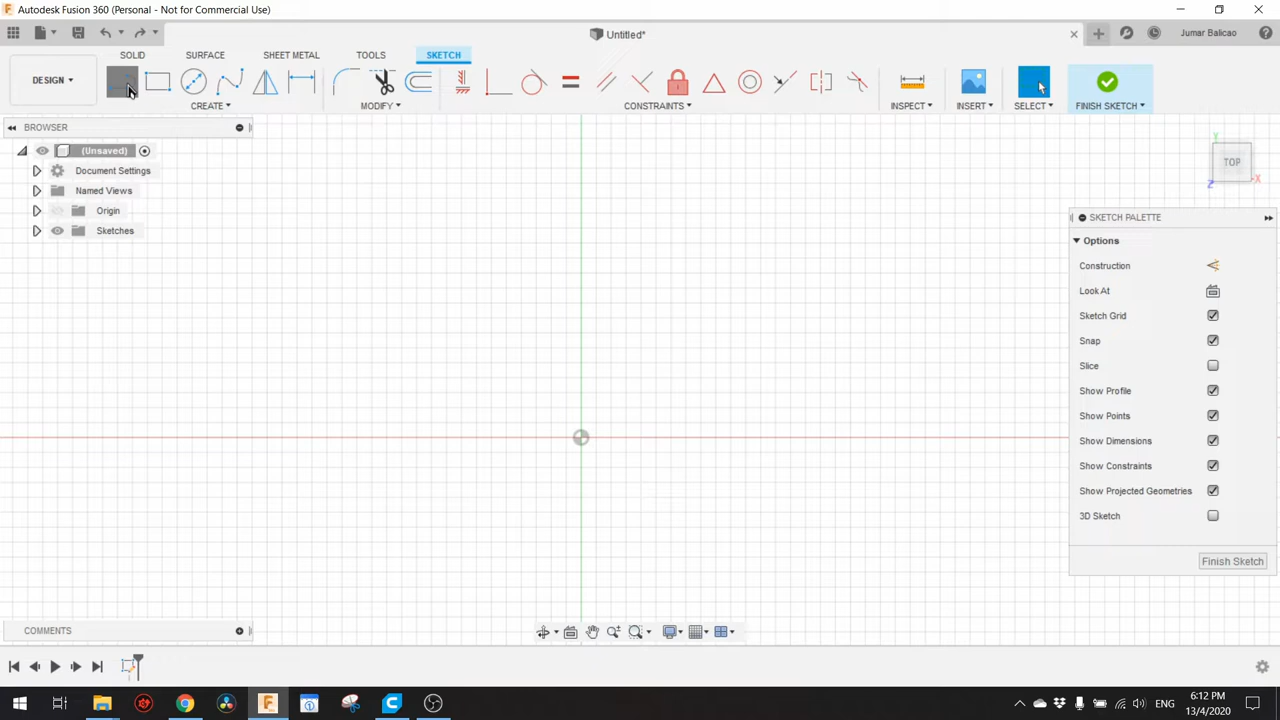 Autodesk Fusion 360 (Personal - Not for Commercial Use)
Untitled*
Jumar Balicao
SOLID
SURFACE
SHEET METAL
TOOLS
SKETCH
DESIGN
CREATE
MODIFY
CONSTRAINTS
INSPECT
INSERT
SELECT
FINISH SKETCH
BROWSER
(Unsaved)
Document Settings
Named Views
Origin
Sketches
Y
TOP
Z
X
SKETCH PALETTE
Options
Construction
Look At
Sketch Grid
Snap
Slice
Show Profile
Show Points
Show Dimensions
Show Constraints
Show Projected Geometries
3D Sketch
Finish Sketch
COMMENTS
ENG
6:12 PM
13/4/2020